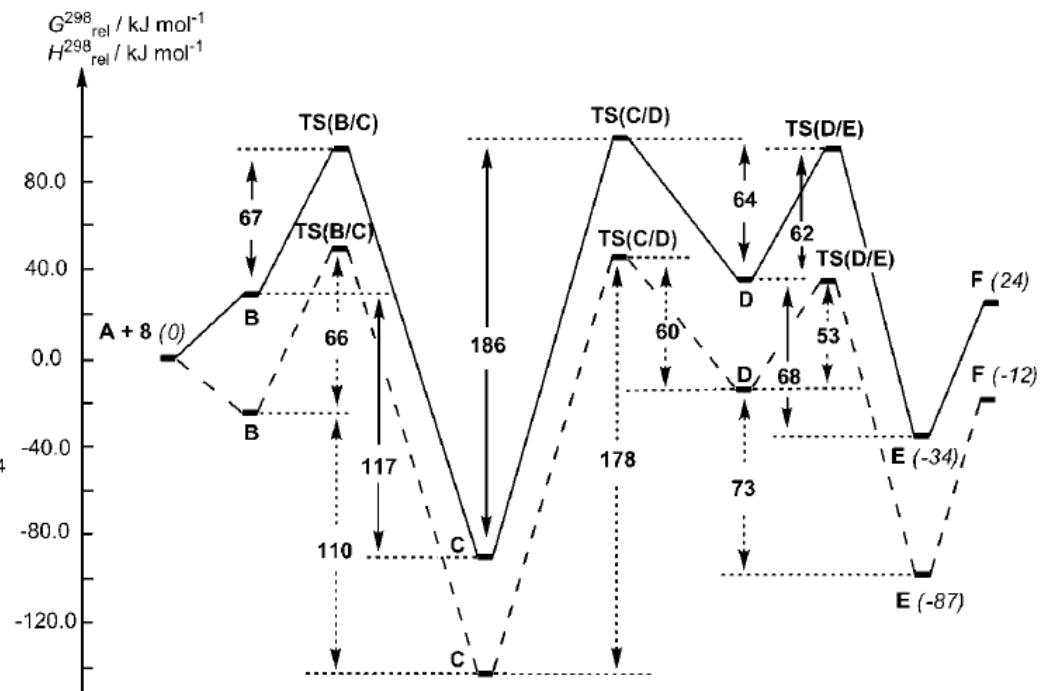 G²⁹⁸rel / kJ mol⁻¹
H²⁹⁸rel / kJ mol⁻¹
TS(C/D)
TS(B/C)
TS(D/E)
80.0
67
64
TS(B/C)
TS(C/D)
62
TS(D/E)
40.0
B
D
F (24)
A + 8 (0)
66
186
60
53
0.0
D
68
F (-12)
B
-40.0
117
178
E (-34)
4
73
-80.0
110
C
E (-87)
-120.0
C